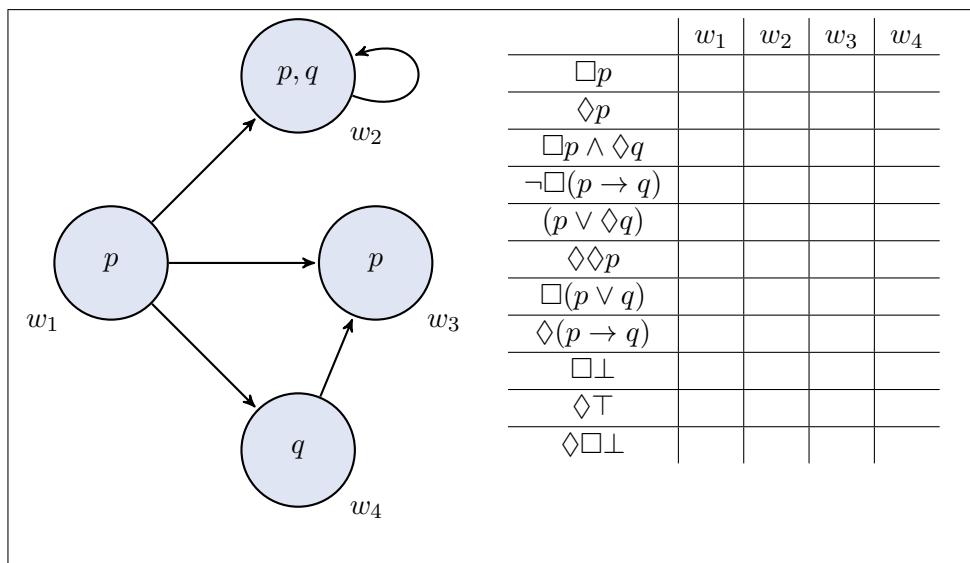 p, q
w₂
p
w₁
p
w₃
q
w₄
w₁ w₂ w₃ w₄
□p
◊p
□p ∧ ◊q
¬□(p → q)
(p ∨ ◊q)
◊◊p
□(p ∨ q)
◊(p → q)
□⊥
◊⊤
◊□⊥